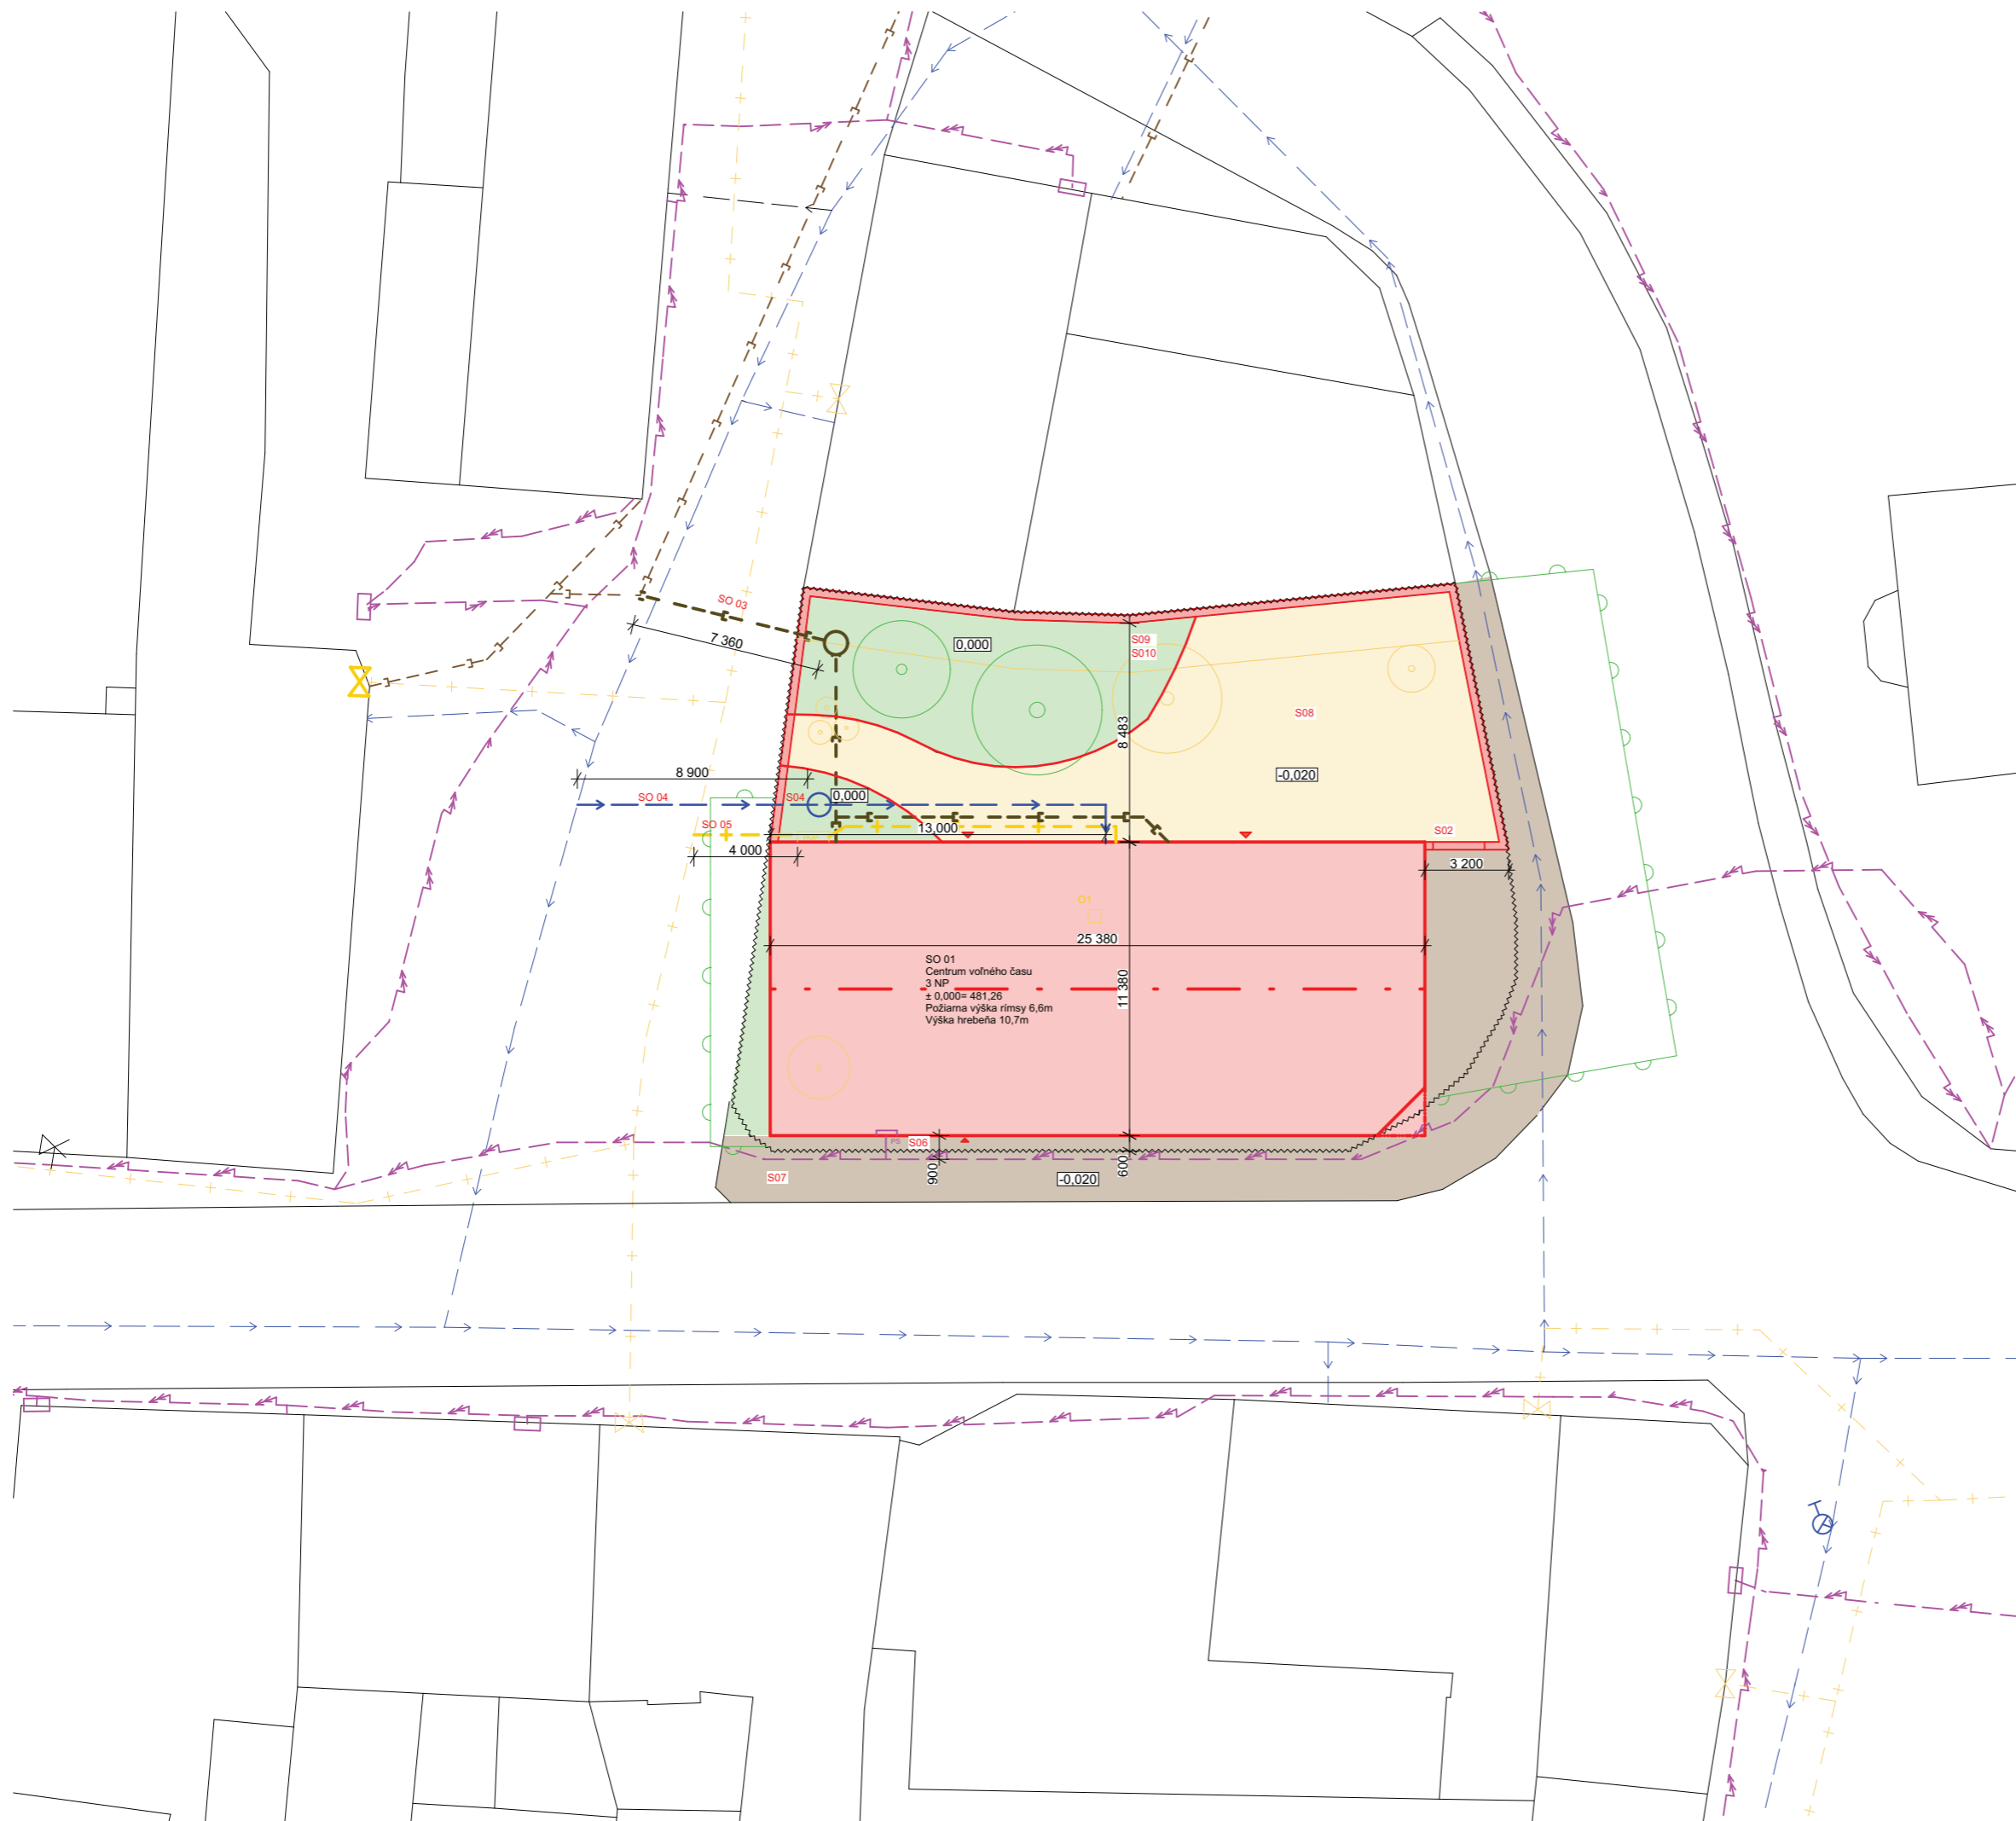 SO 03
7 360
0,000
S09
S010
S08
8 483
-0,020
8 900
SO 04
S04
0,000
SO 05
13,000
S02
4 000
3 200
O1
25 380
SO 01
Centrum voľného času
3 NP
± 0,000= 481,26
Požiarna výška rímsy 6,6m
Výška hrebeňa 10,7m
11 380
PS
S06
S07
900
600
-0,020